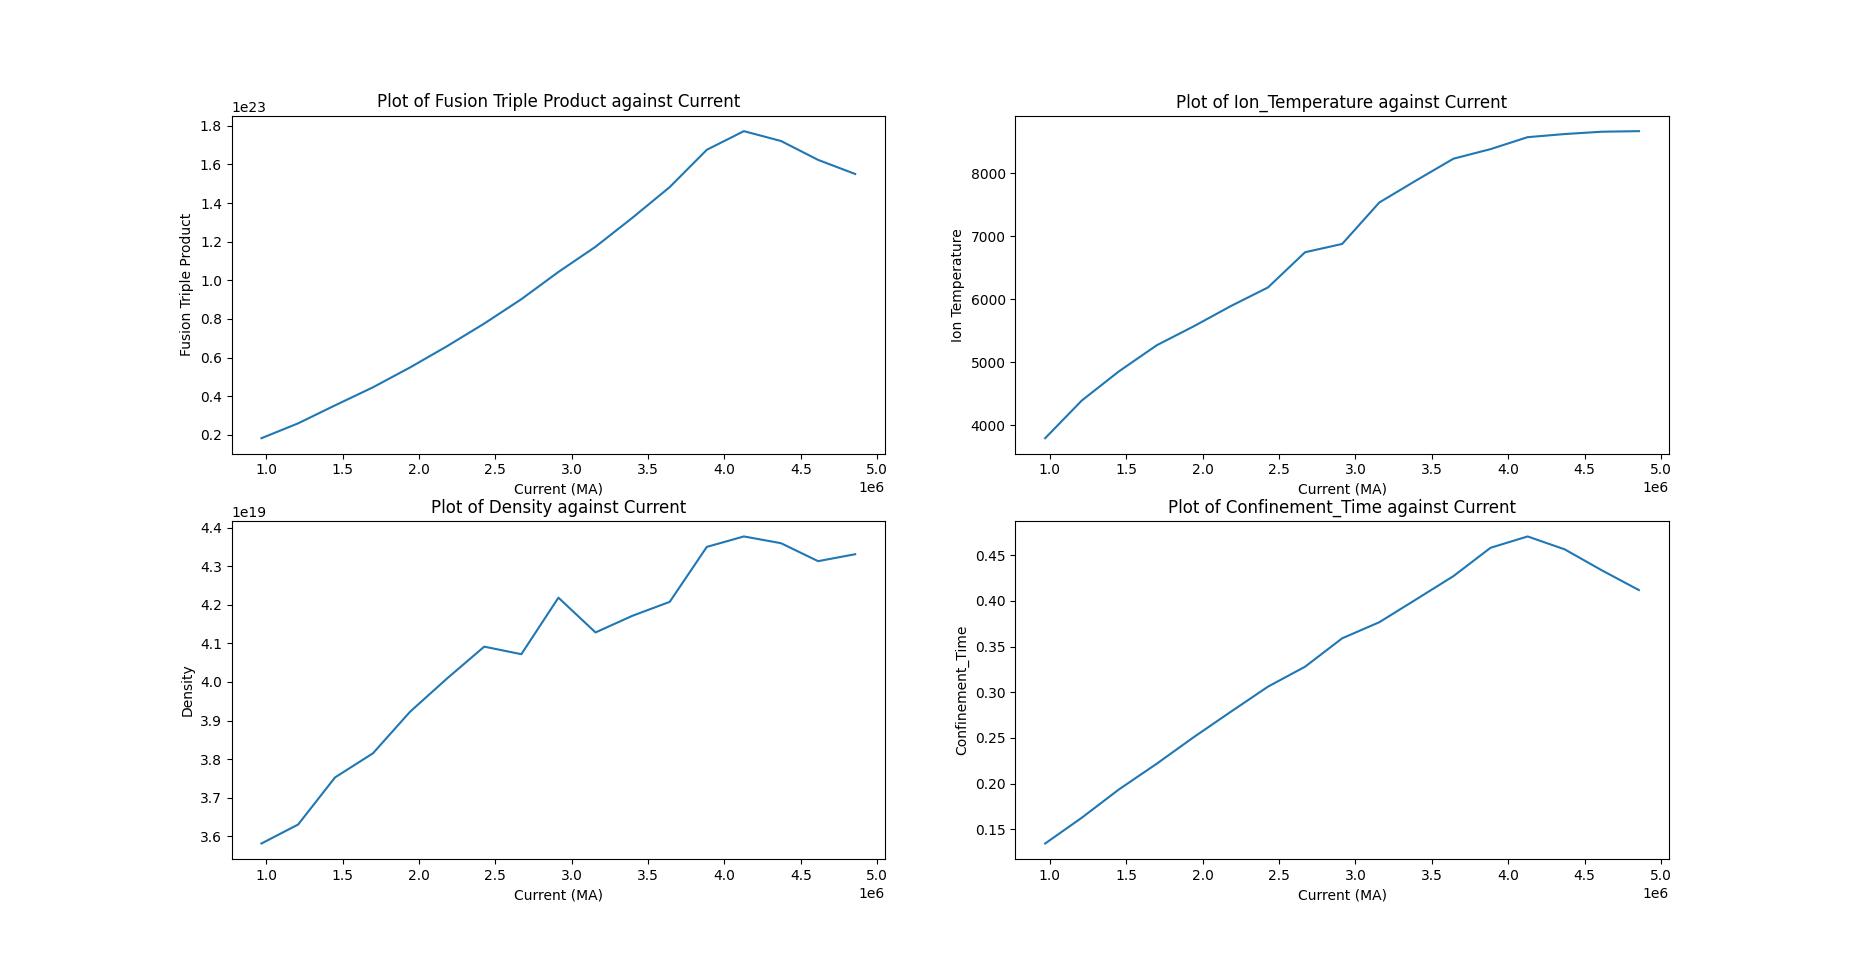 Plot of Fusion Triple Product against Current
1e23
1.8
1.6
1.4
1.2
1.0
0.8
0.6
0.4
0.2
Fusion Triple Product
1.0 1.5 2.0 2.5 3.0 3.5 4.0 4.5 5.0
1e6
Current (MA)
Plot of Ion_Temperature against Current
8000
7000
6000
5000
4000
Ion Temperature
1.0 1.5 2.0 2.5 3.0 3.5 4.0 4.5 5.0
1e6
Current (MA)
Plot of Density against Current
1e19
4.4
4.3
4.2
4.1
4.0
3.9
3.8
3.7
3.6
Density
1.0 1.5 2.0 2.5 3.0 3.5 4.0 4.5 5.0
1e6
Current (MA)
Plot of Confinement_Time against Current
0.45
0.40
0.35
0.30
0.25
0.20
0.15
Confinement_Time
1.0 1.5 2.0 2.5 3.0 3.5 4.0 4.5 5.0
1e6
Current (MA)